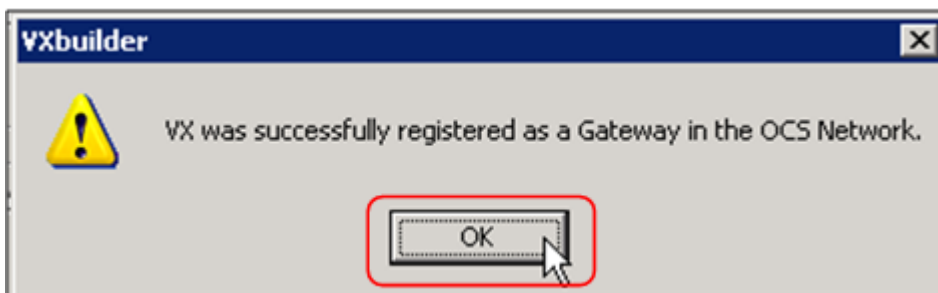 VXbuilder
VX was successfully registered as a Gateway in the OCS Network.
OK